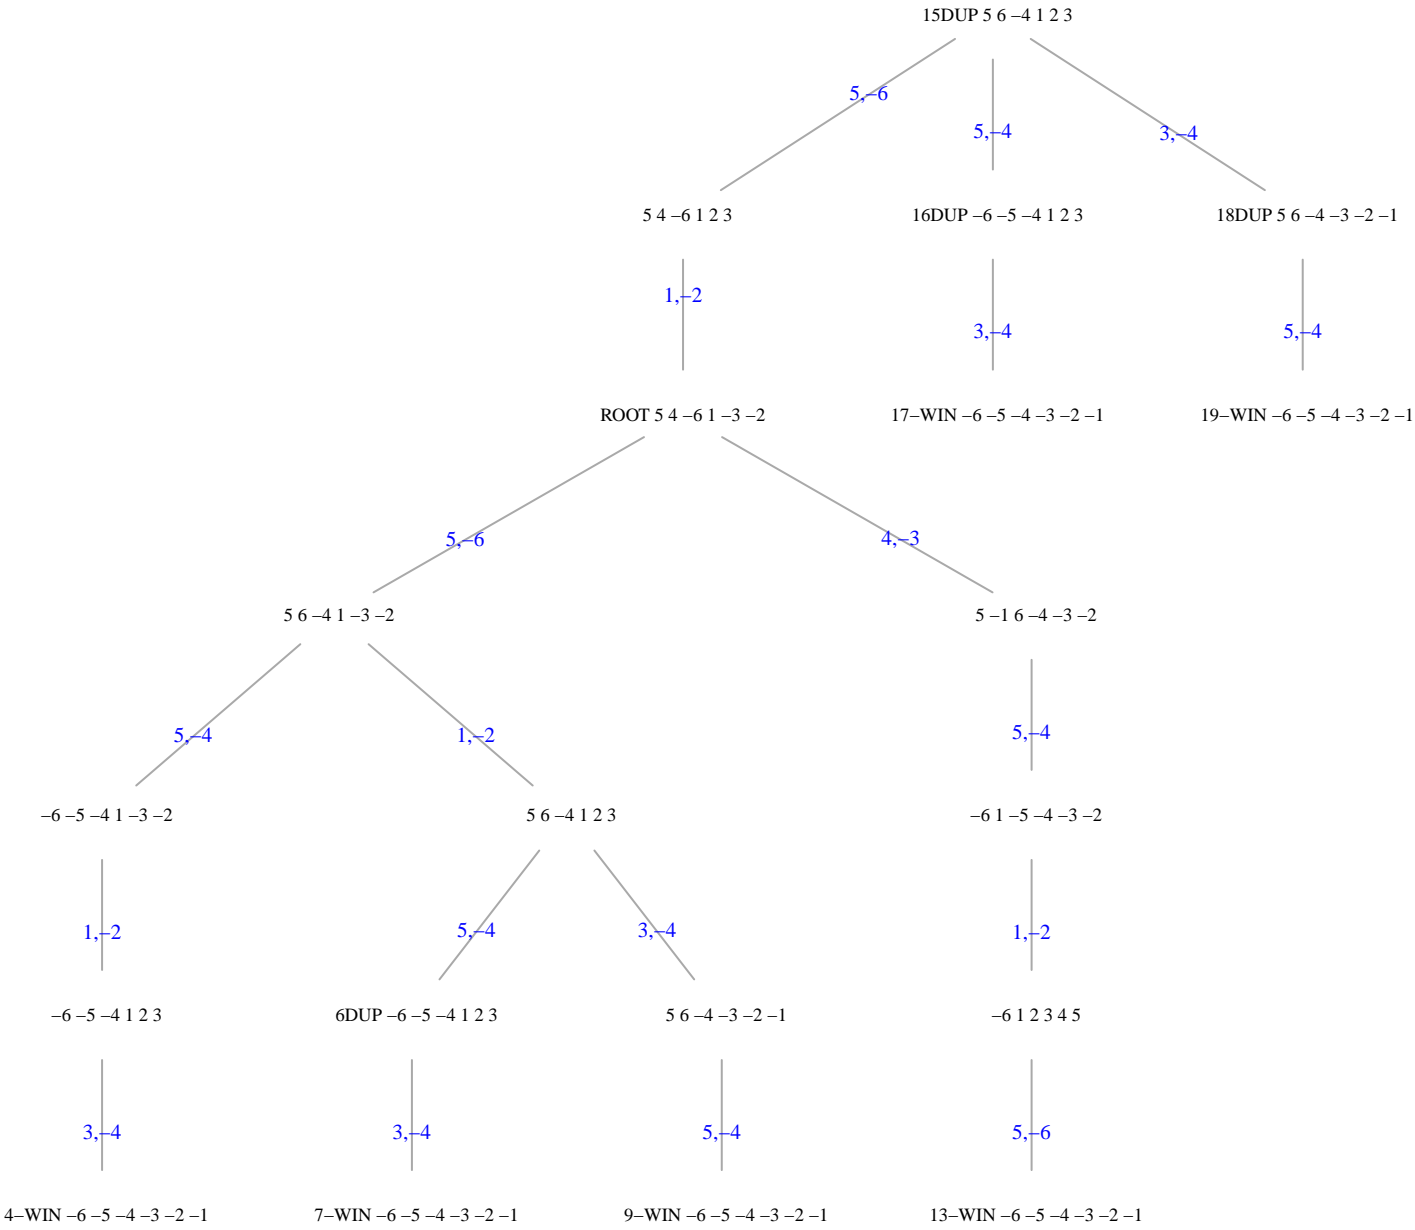 15DUP 5 6 –4 1 2 3
5,–6
5,–4
3,–4
5 4 –6 1 2 3
16DUP –6 –5 –4 1 2 3
18DUP 5 6 –4 –3 –2 –1
1,–2
3,–4
5,–4
ROOT 5 4 –6 1 –3 –2
17–WIN –6 –5 –4 –3 –2 –1
19–WIN –6 –5 –4 –3 –2 –1
5,–6
4,–3
5 6 –4 1 –3 –2
5 –1 6 –4 –3 –2
5,–4
1,–2
5,–4
–6 –5 –4 1 –3 –2
5 6 –4 1 2 3
–6 1 –5 –4 –3 –2
1,–2
5,–4
3,–4
1,–2
–6 –5 –4 1 2 3
6DUP –6 –5 –4 1 2 3
5 6 –4 –3 –2 –1
–6 1 2 3 4 5
3,–4
3,–4
5,–4
5,–6
4–WIN –6 –5 –4 –3 –2 –1
7–WIN –6 –5 –4 –3 –2 –1
9–WIN –6 –5 –4 –3 –2 –1
13–WIN –6 –5 –4 –3 –2 –1